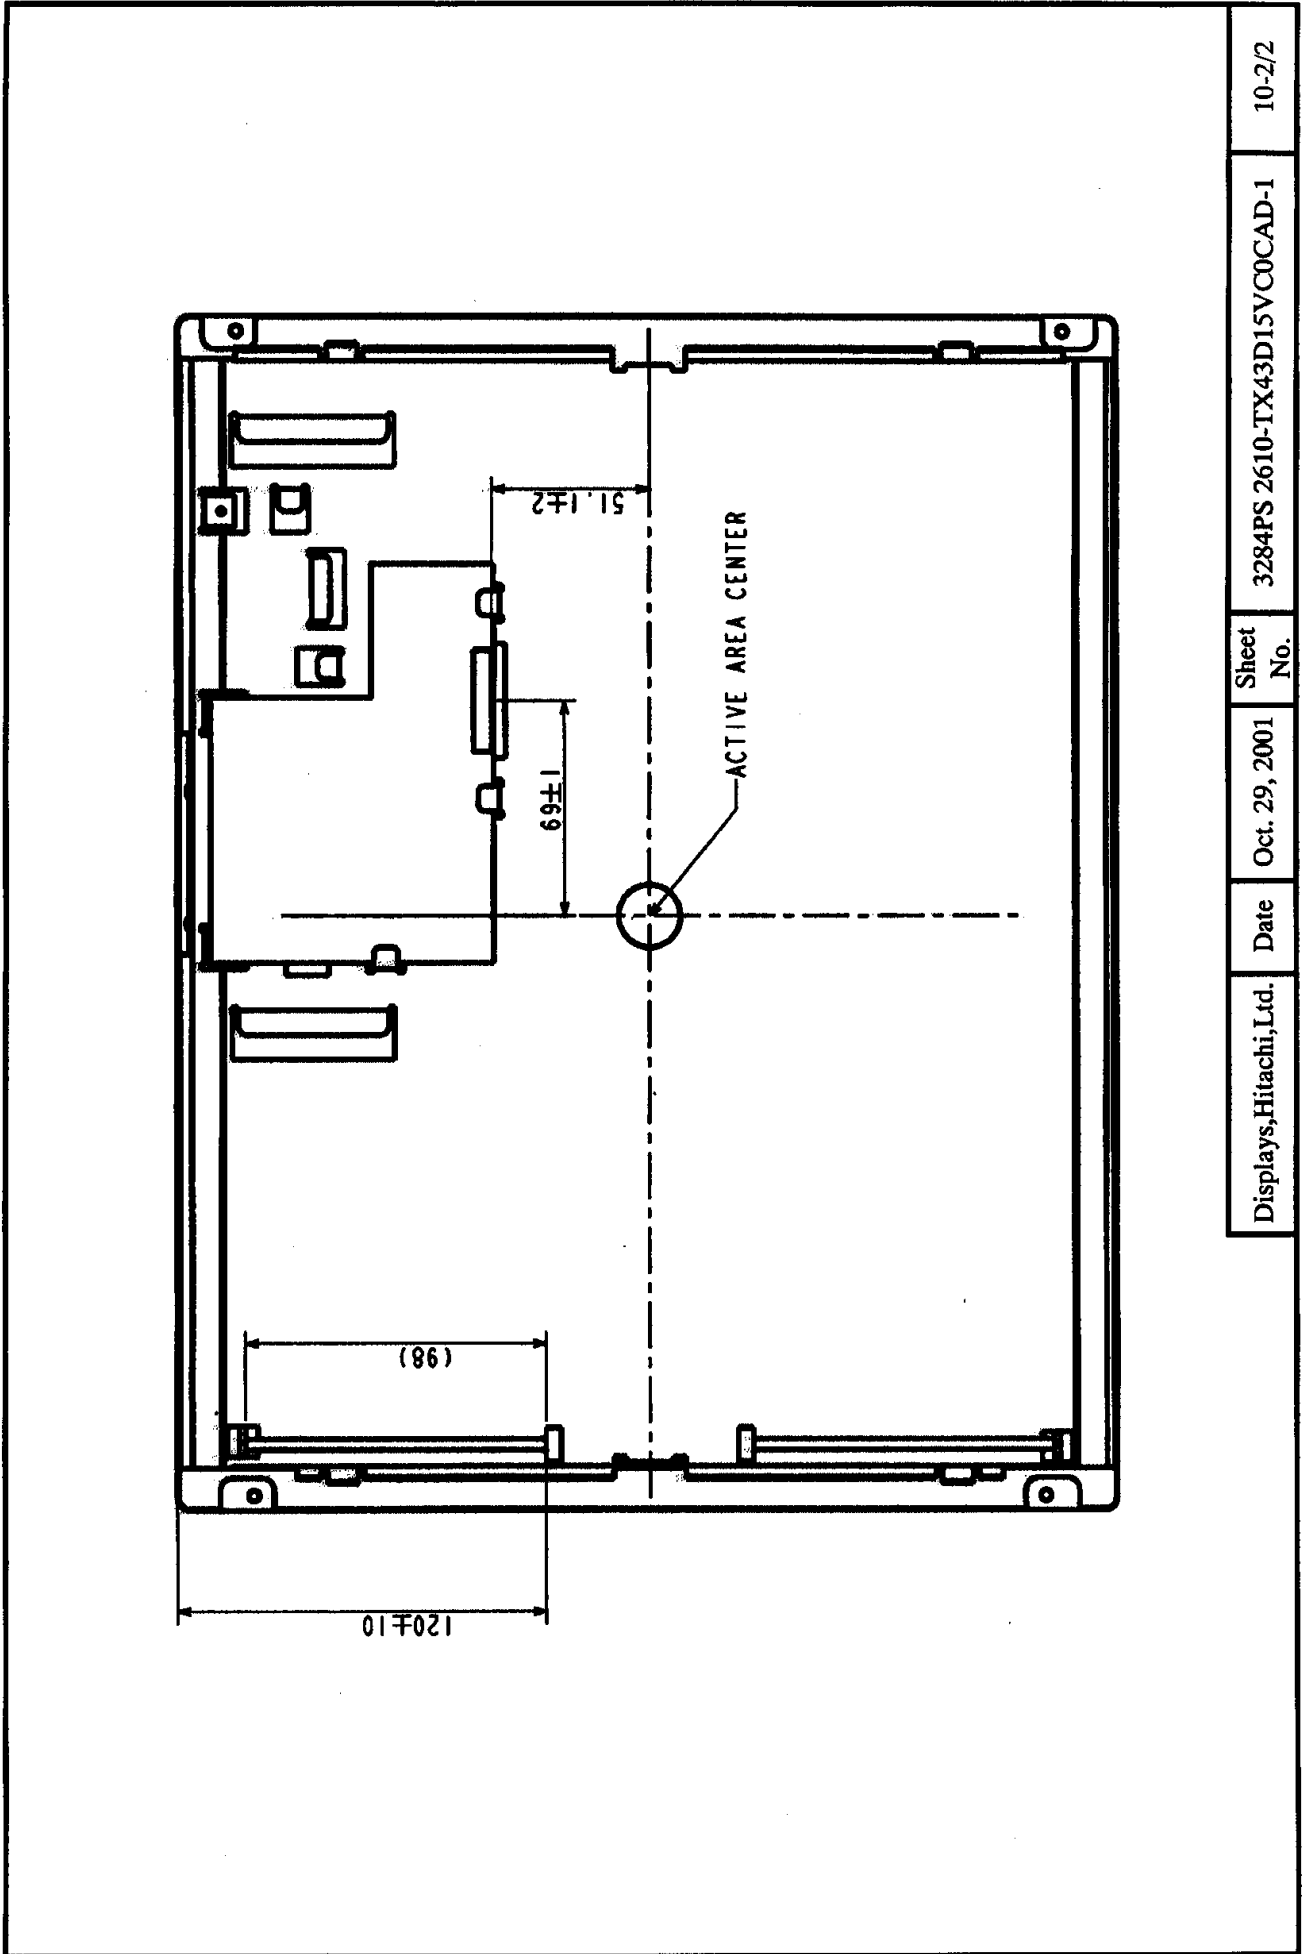 51.1±2
69±1
ACTIVE AREA CENTER
(98)
120±10
Displays,Hitachi,Ltd.
Date
Oct. 29, 2001
Sheet
No.
3284PS 2610-TX43D15VC0CAD-1
10-2/2